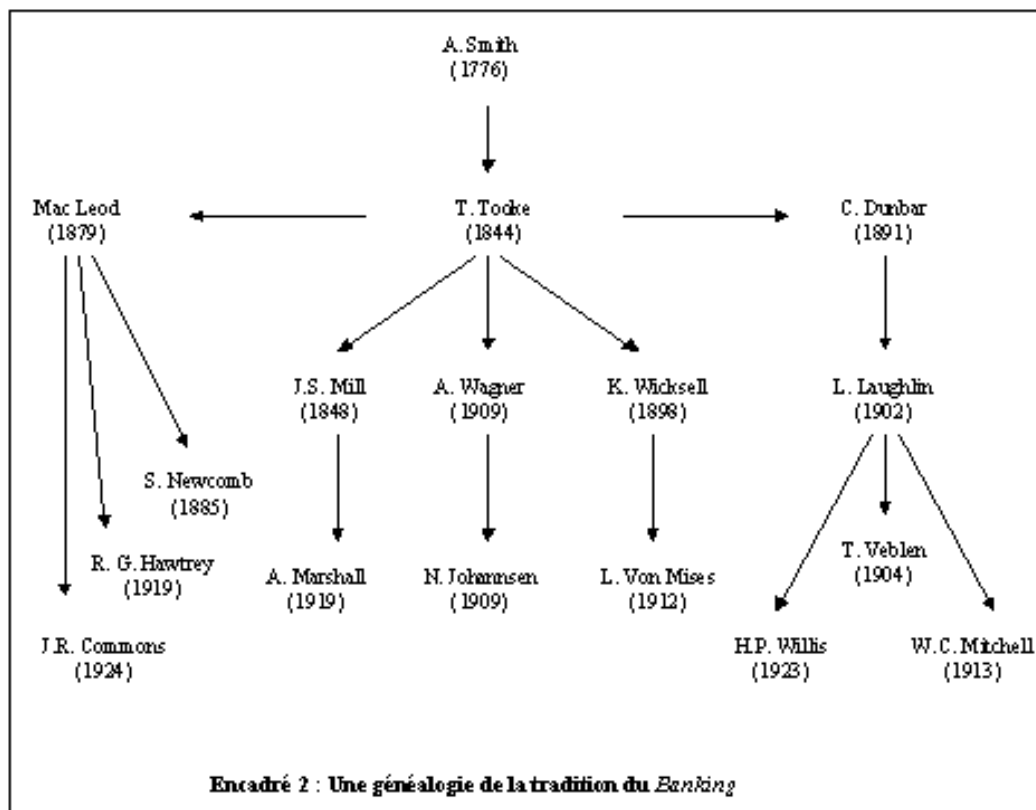 A. Smith
(1776)
Mac Leod
(1879)
T. Tooke
(1844)
C. Dunbar
(1891)
J.S. Mill
(1848)
A. Wagner
(1909)
K. Wicksell
(1898)
L. Laughlin
(1902)
S. Newcomb
(1885)
R. G. Hawtrey
(1919)
A. Marshall
(1919)
N. Johannsen
(1909)
L. Von Mises
(1912)
T. Veblen
(1904)
J.R. Commons
(1924)
H.P. Willis
(1923)
W.C. Mitchell
(1913)
Encadré 2 : Une généalogie de la tradition du Banking